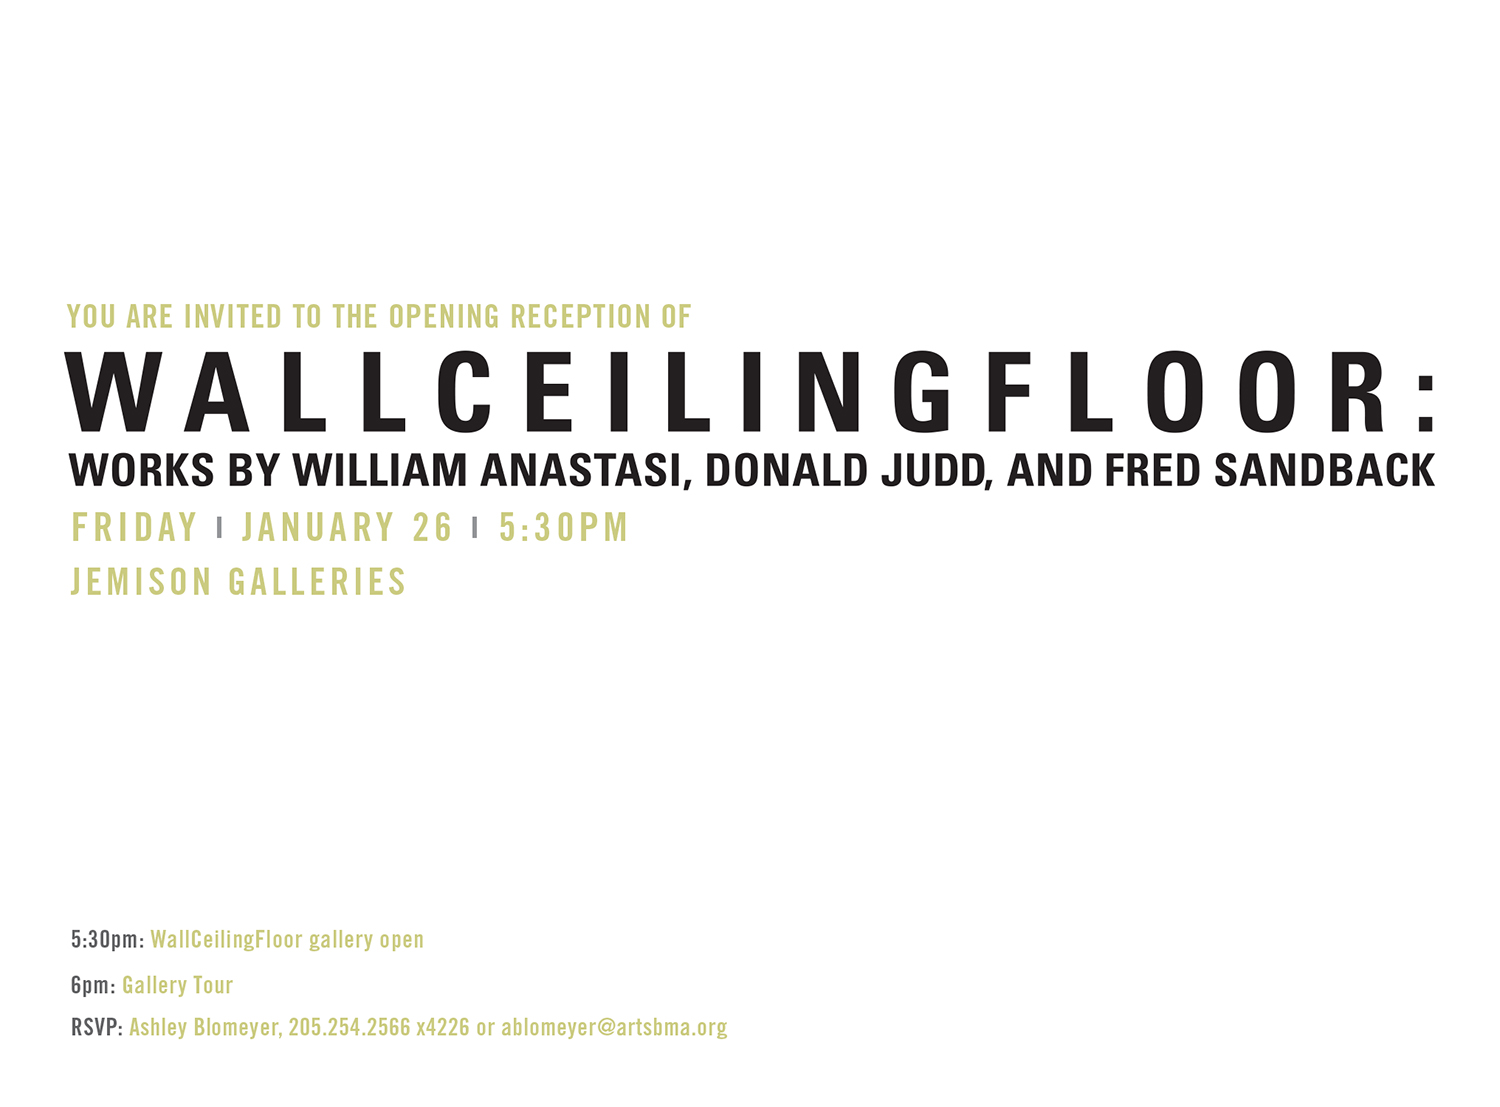 YOU ARE INVITED TO THE OPENING RECEPTION OF
WALLCEILINGFLOOR:
WORKS BY WILLIAM ANASTASI, DONALD JUDD, AND FRED SANDBACK
FRIDAY | JANUARY 26 | 5:30PM
JEMISON GALLERIES
5:30pm: WallCeilingFloor gallery open
6pm: Gallery Tour
RSVP: Ashley Blomeyer, 205.254.2566 x4226 or ablomeyer@artsbma.org